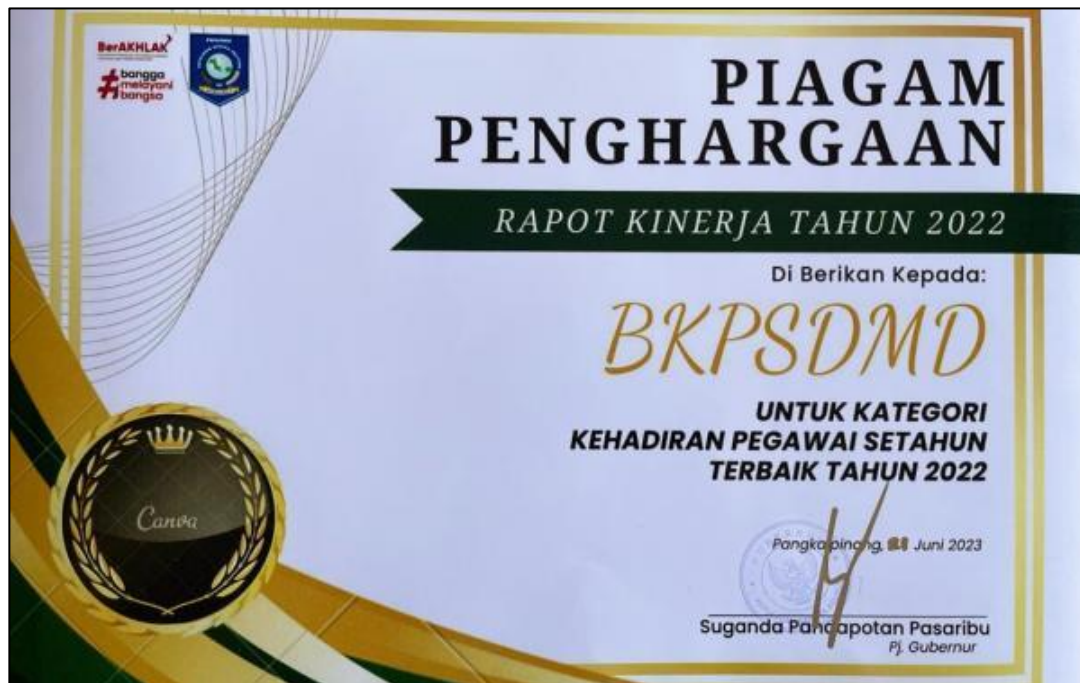 BerAKHLAK
#bangga
melayani
bangsa
PIAGAM
PENGHARGAAN
RAPOT KINERJA TAHUN 2022
Di Berikan Kepada:
BKPSDMD
UNTUK KATEGORI
KEHADIRAN PEGAWAI SETAHUN
TERBAIK TAHUN 2022
Canva
Pangkalpinang, Juni 2023
Suganda Pandapotan Pasaribu
Pj. Gubernur